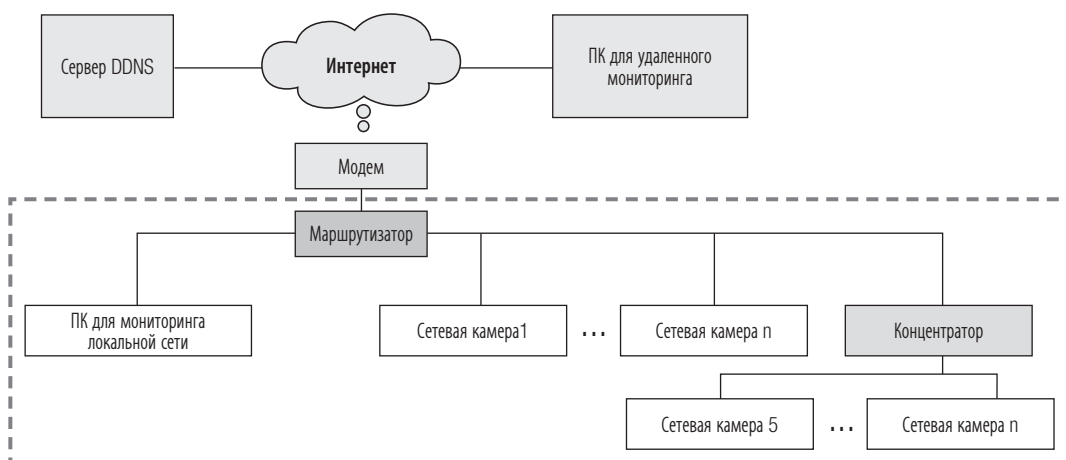 Сервер DDNS
Интернет
ПК для удаленного
мониторинга
Модем
Маршрутизатор
ПК для мониторинга
локальной сети
Сетевая камера1
...
Сетевая камера n
Концентратор
Сетевая камера 5
...
Сетевая камера n